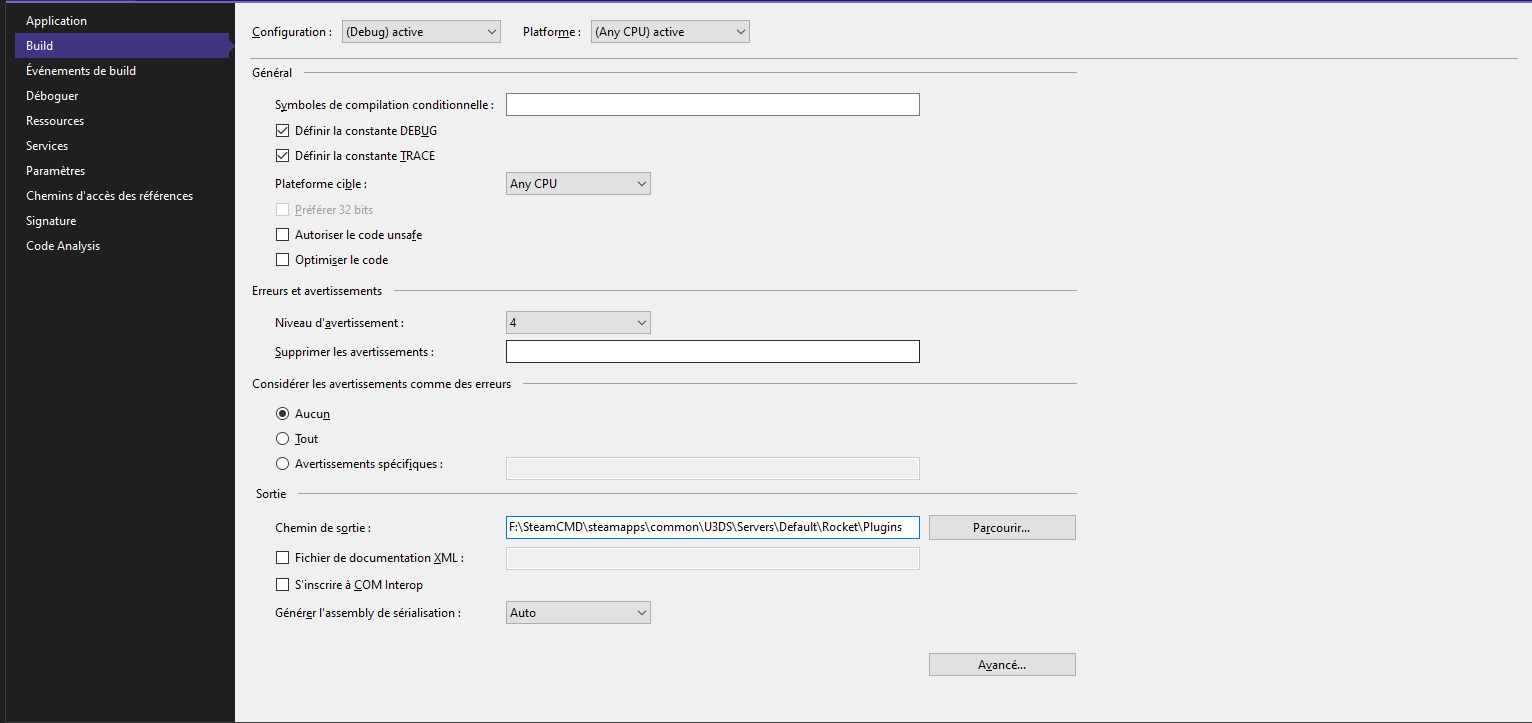 Application
Build
Événements de build
Déboguer
Ressources
Services
Paramètres
Chemins d'accès des références
Signature
Code Analysis
Configuration : (Debug) active Platforme : (Any CPU) active
Général
Symboles de compilation conditionnelle :
Définir la constante DEBUG
Définir la constante TRACE
Plateforme cible : Any CPU
Préférer 32 bits
Autoriser le code unsafe
Optimiser le code
Erreurs et avertissements
Niveau d'avertissement : 4
Supprimer les avertissements :
Considérer les avertissements comme des erreurs
Aucun
Tout
Avertissements spécifiques :
Sortie
Chemin de sortie : F:\SteamCMD\steamapps\common\U3DS\Servers\Default\Rocket\Plugins Parcourir...
Fichier de documentation XML :
S'inscrire à COM Interop
Générer l'assembly de sérialisation : Auto
Avancé...